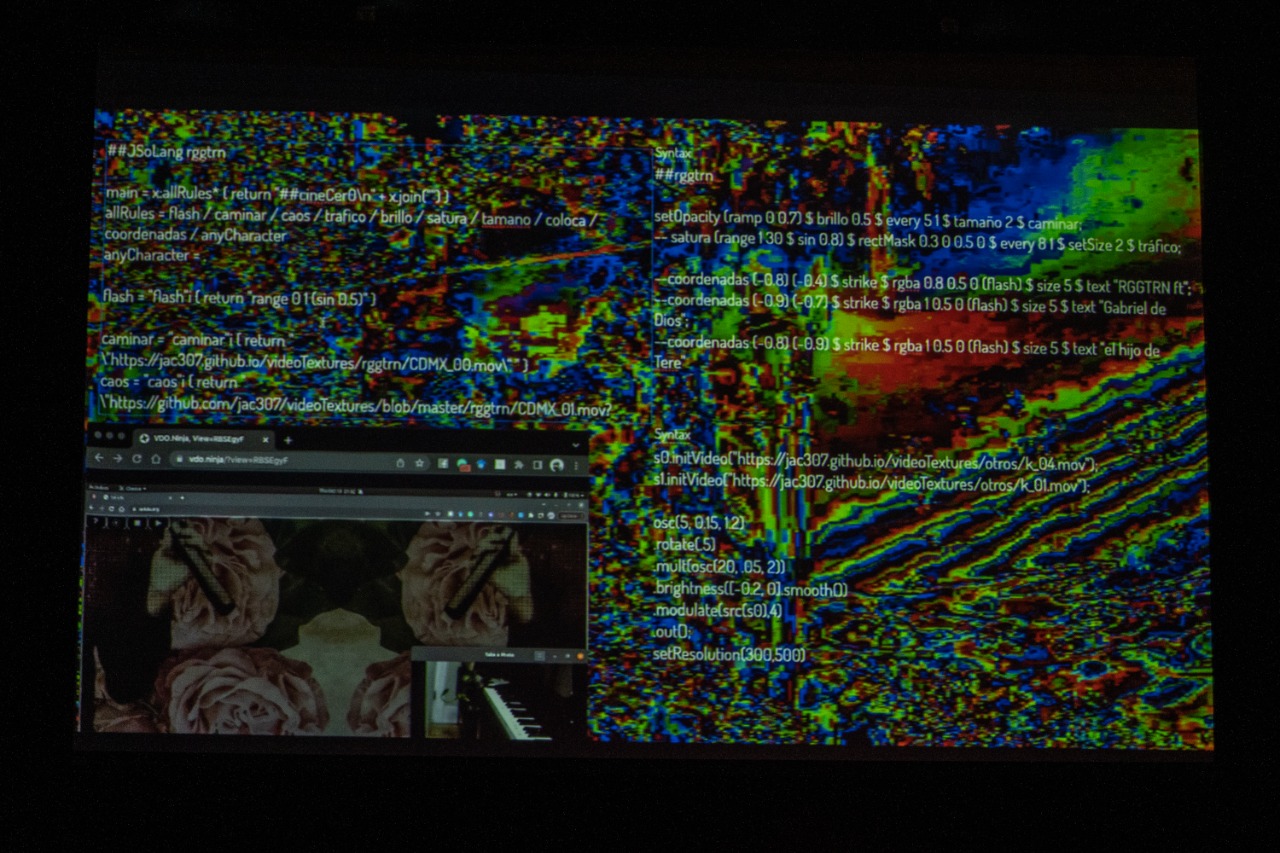 ##JSoLang rggtrn
main = x:allRules* { return "##cineCer0\n" + x.join("") }
allRules = flash / caminar / caos / trafico / brillo / satura / tamano / coloca /
coordenadas / anyCharacter
anyCharacter =
flash = "flash"i { return "range 0 1 (sin 0.5)" }
caminar = "caminar"i { return
\"https://jac307.github.io/videoTextures/rggtrn/CDMX_00.mov\" " }
caos = "caos"i { return
\"https://github.com/jac307/videoTextures/blob/master/rggtrn/CDMX_01.mov?
VDO.Ninja, View=RBSEgyF
vdo.ninja/?view=RBSEgyF
Take a Photo
Syntax
##rggtrn
setOpacity (ramp 0 0.7) $ brillo 0.5 $ every 5 1 $ tamaño 2 $ caminar;
-- satura (range 1 30 $ sin 0.8) $ rectMask 0.3 0 0.5 0 $ every 8 1 $ setSize 2 $ tráfico;
--coordenadas (-0.8) (-0.4) $ strike $ rgba 0.8 0.5 0 (flash) $ size 5 $ text "RGGTRN ft";
--coordenadas (-0.9) (-0.7) $ strike $ rgba 1 0.5 0 (flash) $ size 5 $ text "Gabriel de
Dios";
--coordenadas (-0.8) (-0.9) $ strike $ rgba 1 0.5 0 (flash) $ size 5 $ text "el hijo de
Tere"
Syntax
s0.initVideo("https://jac307.github.io/videoTextures/otros/k_04.mov");
s1.initVideo("https://jac307.github.io/videoTextures/otros/k_01.mov");
osc(5, 0.15, 1.2)
.rotate(.5)
.mult(osc(20, .05, 2))
.brightness([-0.2, 0].smooth())
.modulate(src(s0),4)
.out();
setResolution(300,500)